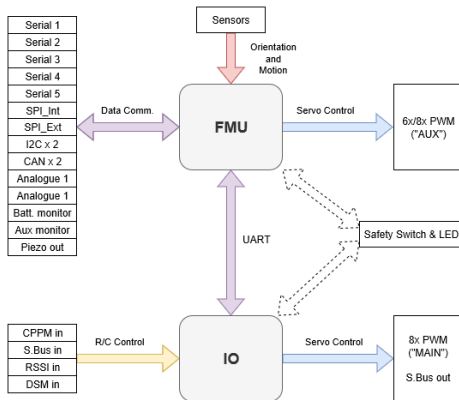 Serial 1
Serial 2
Serial 3
Serial 4
Serial 5
SPI_Int
SPI_Ext
I2C x 2
CAN x 2
Analogue 1
Analogue 1
Batt. monitor
Aux monitor
Piezo out
Data Comm.
Sensors
Orientation
and
Motion
FMU
Servo Control
6x/8x PWM
("AUX")
UART
Safety Switch & LED
CPPM in
S.Bus in
RSSI in
DSM in
R/C Control
IO
Servo Control
8x PWM
("MAIN")
S.Bus out